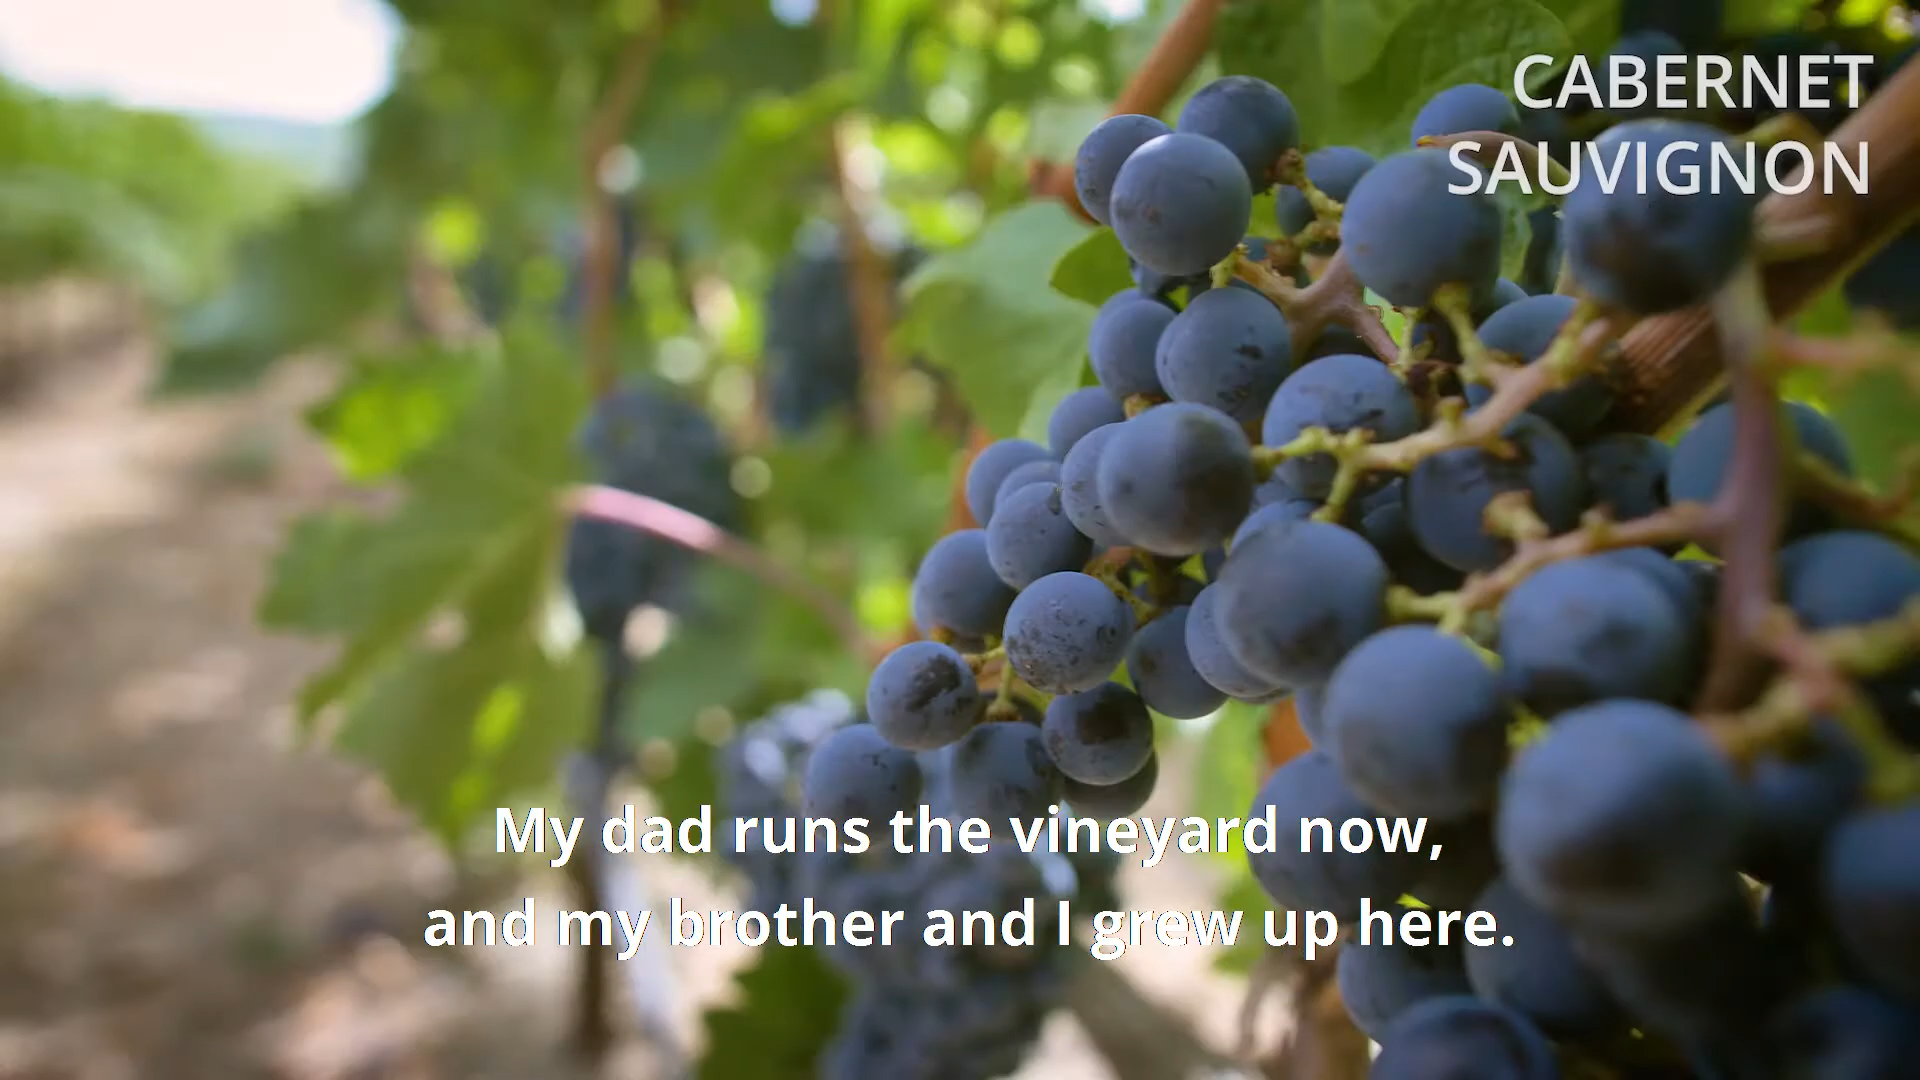 CABERNET
SAUVIGNON
My dad runs the vineyard now,
and my brother and I grew up here.